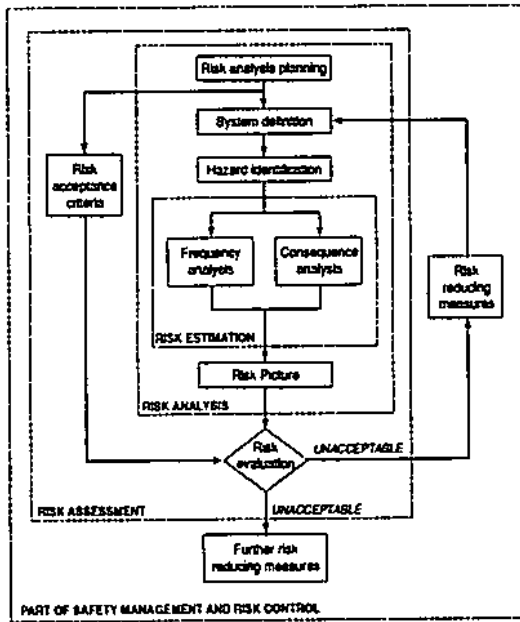 Risk analysis planning
System definition
Hazard identification
Risk
acceptance
criteria
Frequency
analysis
Consequence
analysis
Risk
reducing
measures
RISK ESTIMATION
Risk Picture
RISK ANALYSIS
Risk
evaluation
UNACCEPTABLE
RISK ASSESSMENT
UNACCEPTABLE
Further risk
reducing measures
PART OF SAFETY MANAGEMENT AND RISK CONTROL